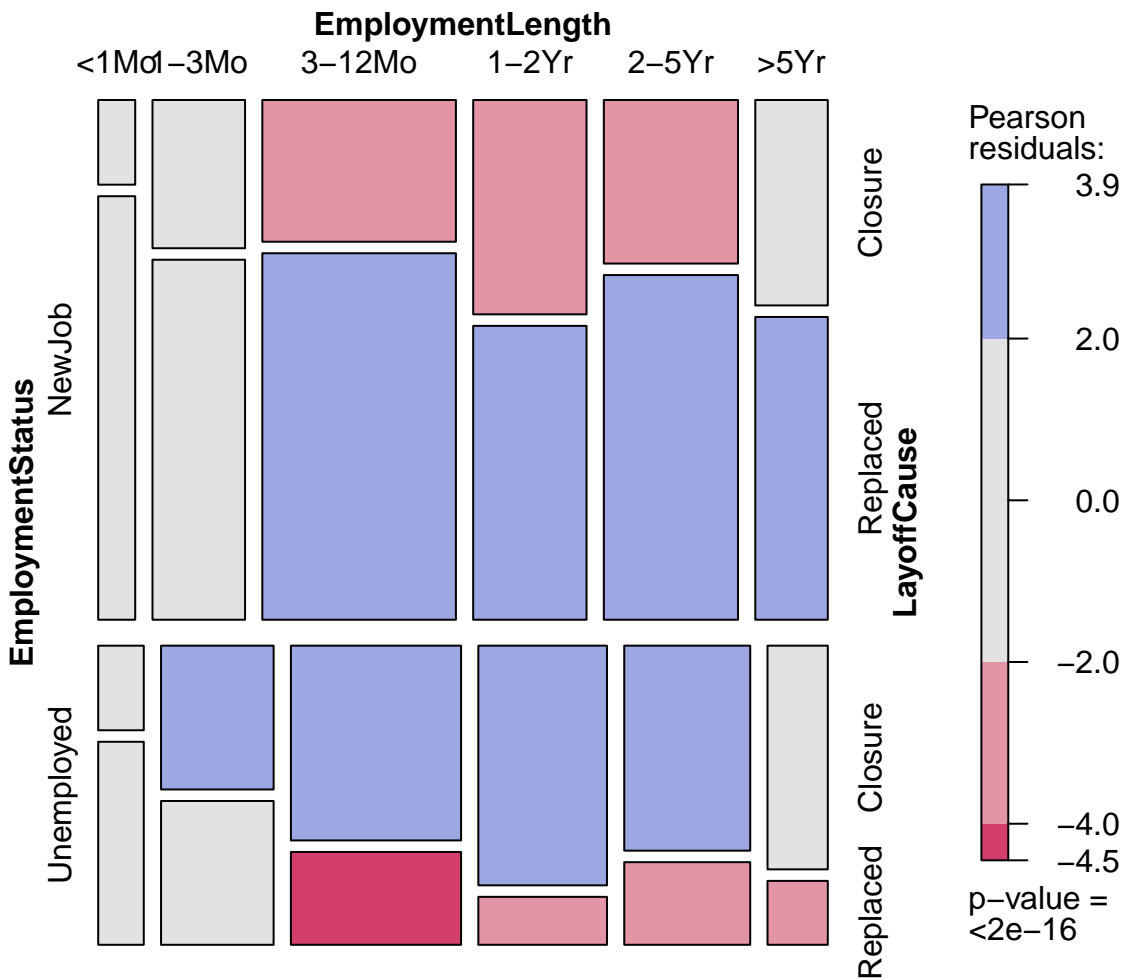 EmploymentLength
<1Mo 1−3Mo 3−12Mo 1−2Yr 2−5Yr >5Yr
EmploymentStatus
NewJob
Unemployed
Closure
Replaced
Closure
Replaced
LayoffCause
Pearson
residuals:
3.9
2.0
0.0
−2.0
−4.0
−4.5
p−value =
<2e−16